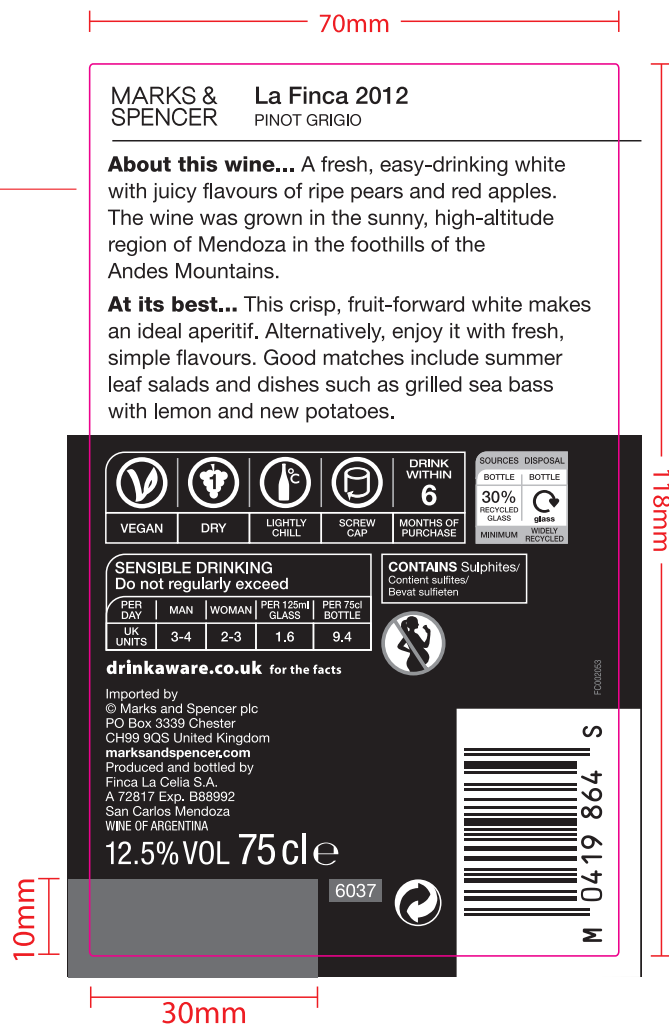 70mm
MARKS &
SPENCER
La Finca 2012
PINOT GRIGIO
About this wine... A fresh, easy-drinking white
with juicy flavours of ripe pears and red apples.
The wine was grown in the sunny, high-altitude
region of Mendoza in the foothills of the
Andes Mountains.
At its best... This crisp, fruit-forward white makes
an ideal aperitif. Alternatively, enjoy it with fresh,
simple flavours. Good matches include summer
leaf salads and dishes such as grilled sea bass
with lemon and new potatoes.
118mm
V
VEGAN
1
DRY
°C
LIGHTLY
CHILL
SCREW
CAP
DRINK
WITHIN
6
MONTHS OF
PURCHASE
SOURCES DISPOSAL
BOTTLE BOTTLE
30%
RECYCLED
GLASS
glass
MINIMUM
WIDELY
RECYCLED
SENSIBLE DRINKING
Do not regularly exceed
PER
DAY
MAN
WOMAN
PER 125ml
GLASS
PER 75cl
BOTTLE
UK
UNITS
3-4
2-3
1.6
9.4
CONTAINS Sulphites/
Contient sulfites/
Bevat sulfieten
drinkaware.co.uk for the facts
FC002053
Imported by
© Marks and Spencer plc
PO Box 3339 Chester
CH99 9QS United Kingdom
marksandspencer.com
Produced and bottled by
Finca La Celia S.A.
A 72817 Exp. B88992
San Carlos Mendoza
WINE OF ARGENTINA
12.5% VOL 75 cl e
6037
M 0419 864 S
10mm
30mm